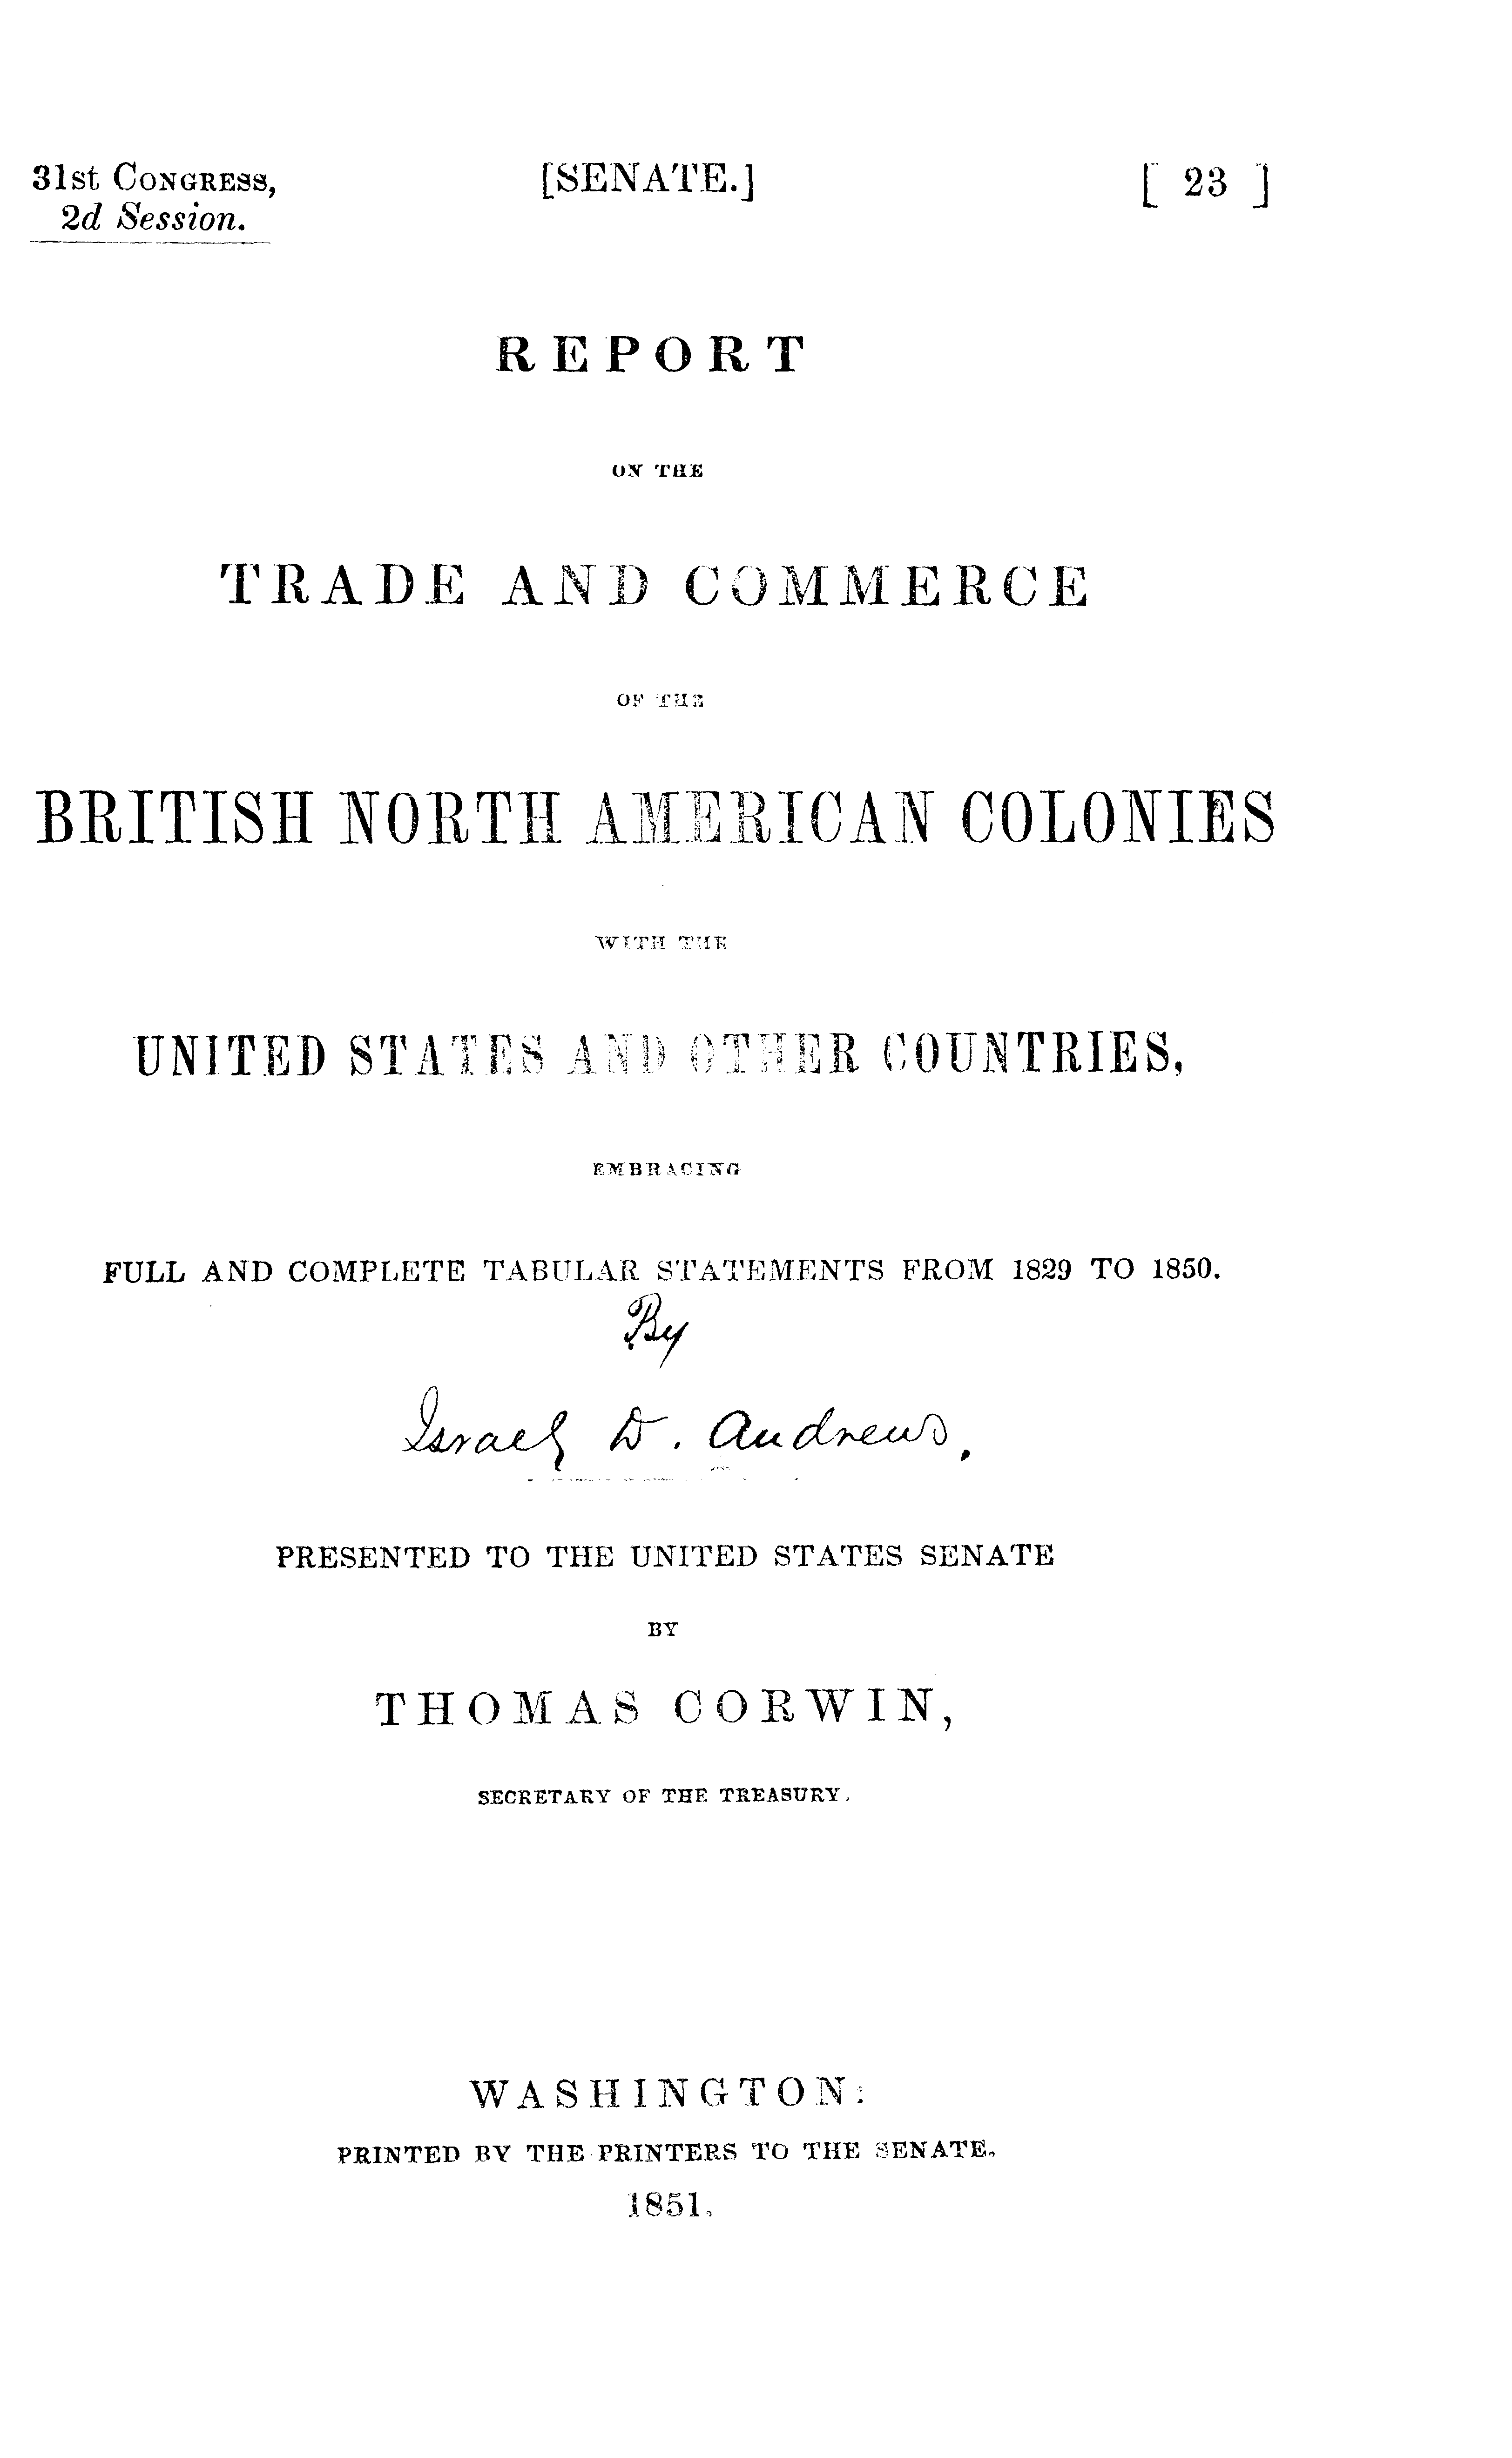 31st CONGRESS, [SENATE.] [ 23 ]
2d Session.
REPORT
ON THE
TRADE AND COMMERCE
OF THE
BRITISH NORTH AMERICAN COLONIES
WITH THE
UNITED STATES AND OTHER COUNTRIES,
EMBRACING
FULL AND COMPLETE TABULAR STATEMENTS FROM 1829 TO 1850.
By
Israel D. Andrews.
PRESENTED TO THE UNITED STATES SENATE
BY
THOMAS CORWIN,
SECRETARY OF THE TREASURY.
WASHINGTON:
PRINTED BY THE PRINTERS TO THE SENATE.
1851.